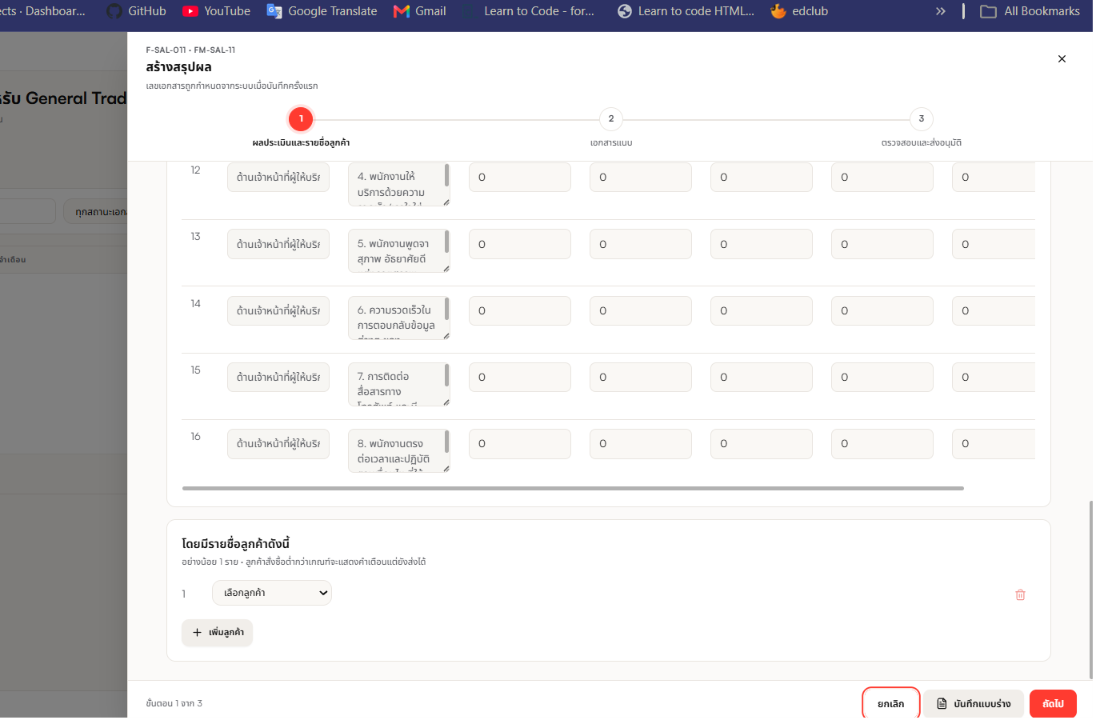 ects · Dashboar...
GitHub
YouTube
Google Translate
Gmail
Learn to Code - for...
Learn to code HTML...
edclub
»
All Bookmarks
F-SAL-011 · FM-SAL-11
สร้างสรุปผล
เลขเอกสารถูกกำหนดจากระบบเมื่อบันทึกครั้งแรก
General Trad
1
2
3
ผลประเมินและรายชื่อลูกค้า
เอกสารแนบ
ตรวจสอบและส่งอนุมัติ
ทุกสถานะเอก
12
ด้านเจ้าหน้าที่ผู้ให้บริก
4. พนักงานให้
บริการด้วยความ
0
0
0
0
0
13
ด้านเจ้าหน้าที่ผู้ให้บริก
5. พนักงานพูดจา
สุภาพ อัธยาศัยดี
0
0
0
0
0
14
ด้านเจ้าหน้าที่ผู้ให้บริก
6. ความรวดเร็วใน
การตอบกลับข้อมูล
0
0
0
0
0
15
ด้านเจ้าหน้าที่ผู้ให้บริก
7. การติดต่อ
สื่อสารทาง
0
0
0
0
0
16
ด้านเจ้าหน้าที่ผู้ให้บริก
8. พนักงานตรง
ต่อเวลาและปฏิบัติ
0
0
0
0
0
โดยมีรายชื่อลูกค้าดังนี้
อย่างน้อย 1 ราย · ลูกค้าสั่งซื้อต่ำกว่าเกณฑ์จะแสดงคำเตือนแต่ยังส่งได้
1
เลือกลูกค้า
+ เพิ่มลูกค้า
ขั้นตอน 1 จาก 3
ยกเลิก
บันทึกแบบร่าง
ถัดไป